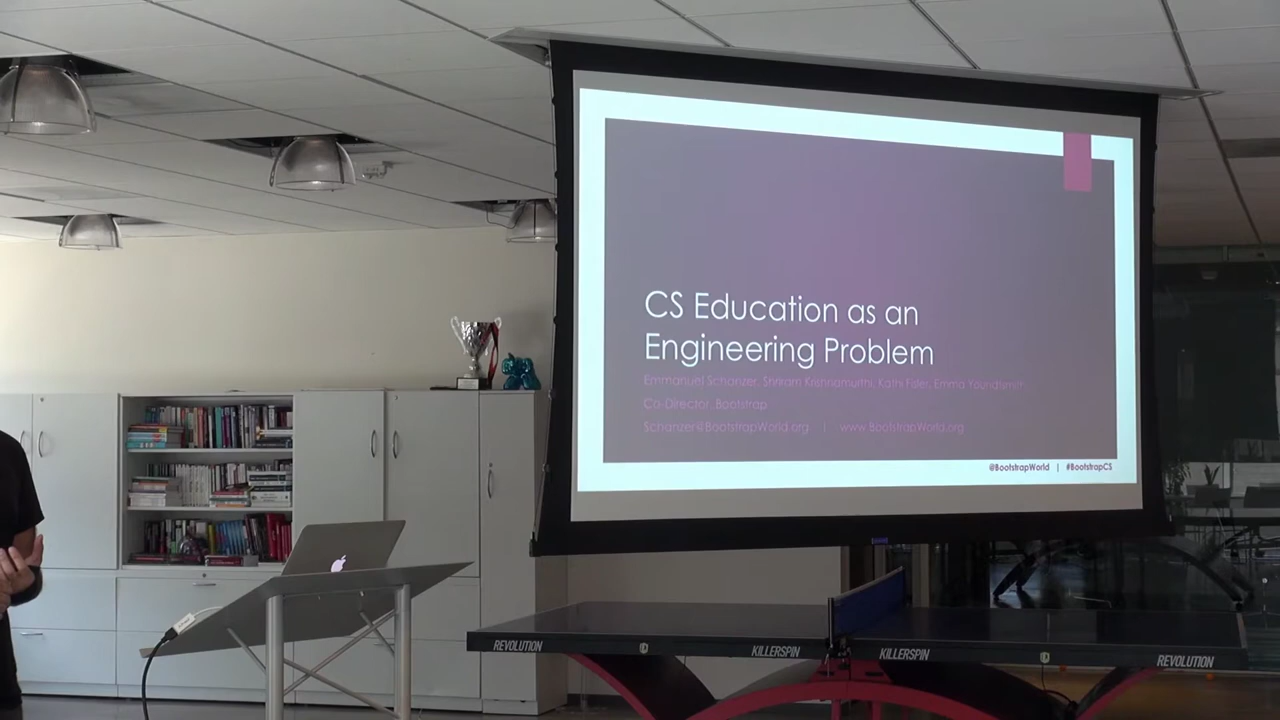 CS Education as an
Engineering Problem
Emmanuel Schanzer, Shriram Krishnamurthi, Kathi Fisler, Emma Youndtsmith
Co-Director, Bootstrap
Schanzer@BootstrapWorld.org | www.BootstrapWorld.org
@BootstrapWorld | #BootstrapCS
REVOLUTION
KILLERSPIN
KILLERSPIN
REVOLUTION